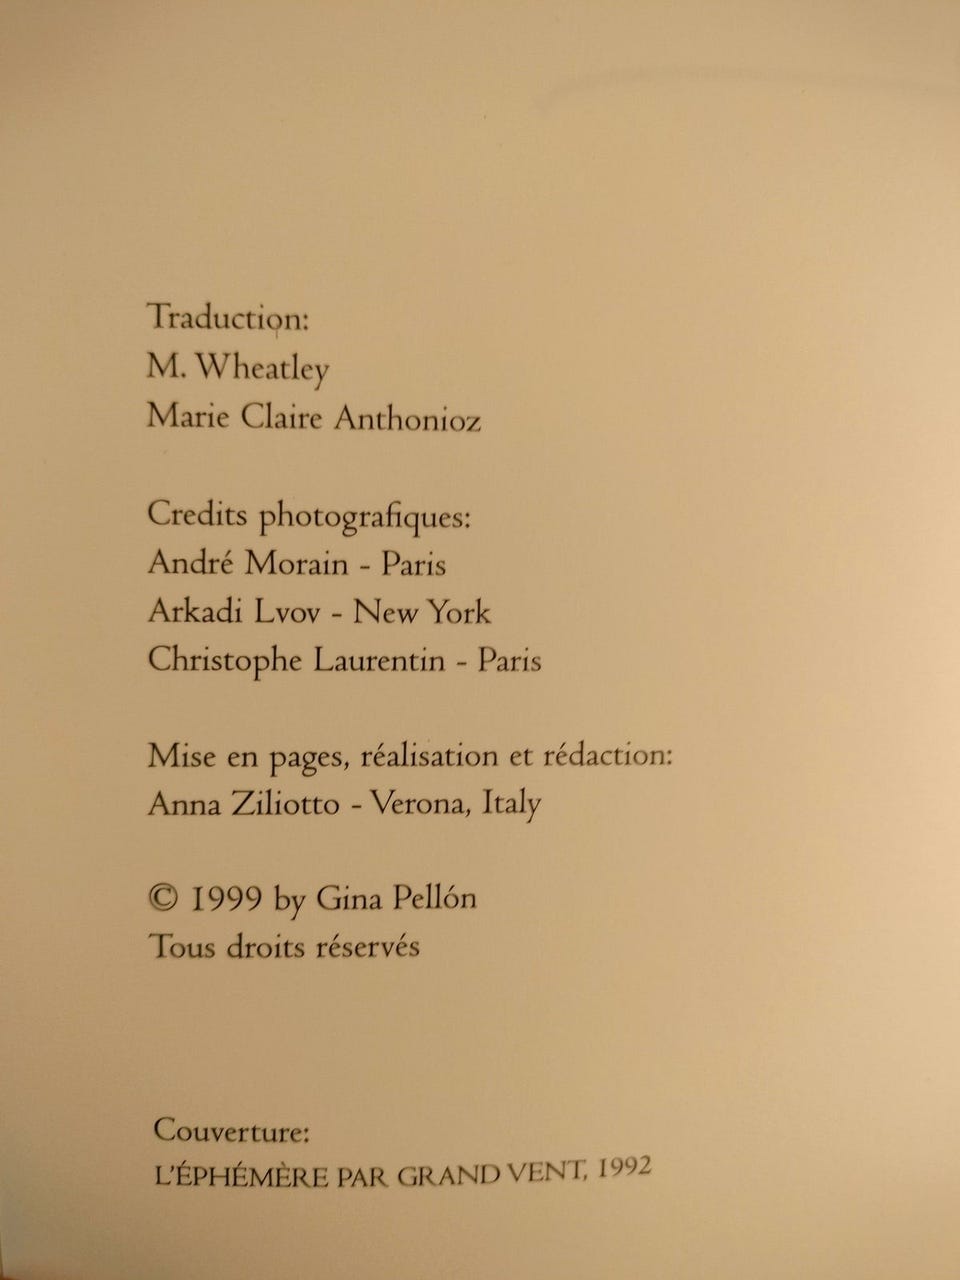 Traduction:
M. Wheatley
Marie Claire Anthonioz
Credits photografiques:
André Morain - Paris
Arkadi Lvov - New York
Christophe Laurentin - Paris
Mise en pages, réalisation et rédaction:
Anna Ziliotto - Verona, Italy
© 1999 by Gina Pellón
Tous droits réservés
Couverture:
L'ÉPHÉMÈRE PAR GRAND VENT, 1992